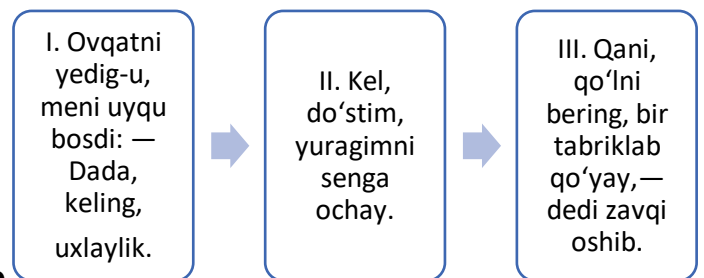 I. Ovqatni
yedig-u,
meni uyqu
bosdi: —
Dada,
keling,
uxlaylik.
II. Kel,
do‘stim,
yuragimni
senga
ochay.
III. Qani,
qo‘lni
bering, bir
tabriklab
qo‘yay,—
dedi zavqi
oshib.